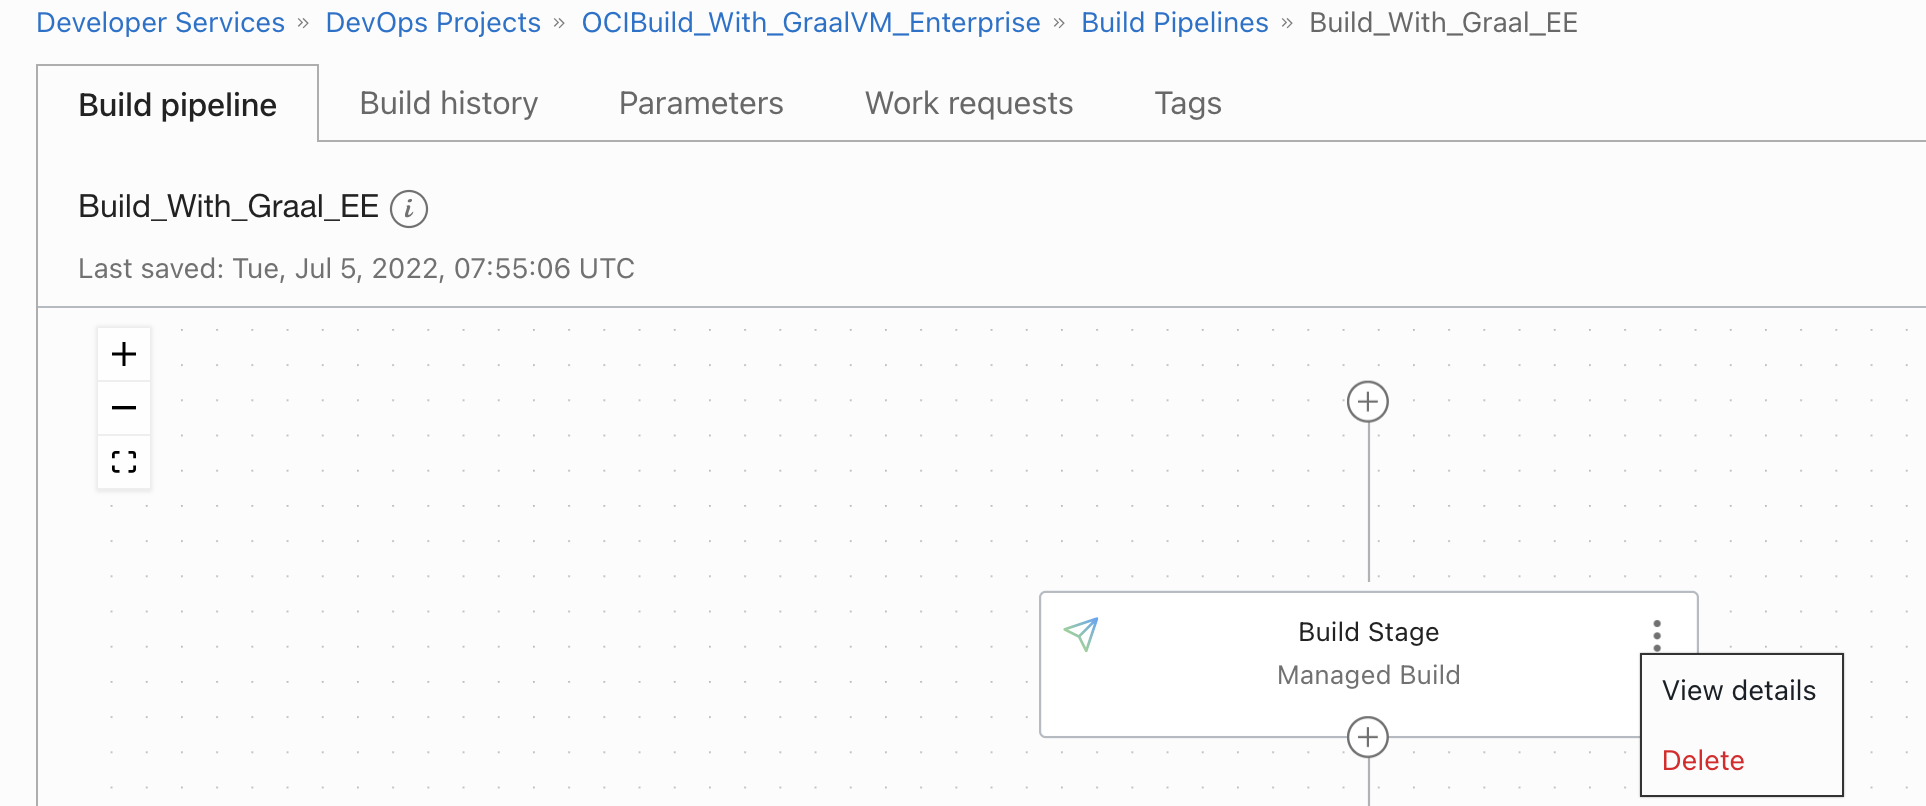 Developer Services » DevOps Projects » OCIBuild_With_GraalVM_Enterprise » Build Pipelines » Build_With_Graal_EE
Build pipeline Build history Parameters Work requests Tags
Build_With_Graal_EE i
Last saved: Tue, Jul 5, 2022, 07:55:06 UTC
Build Stage
Managed Build
View details
Delete